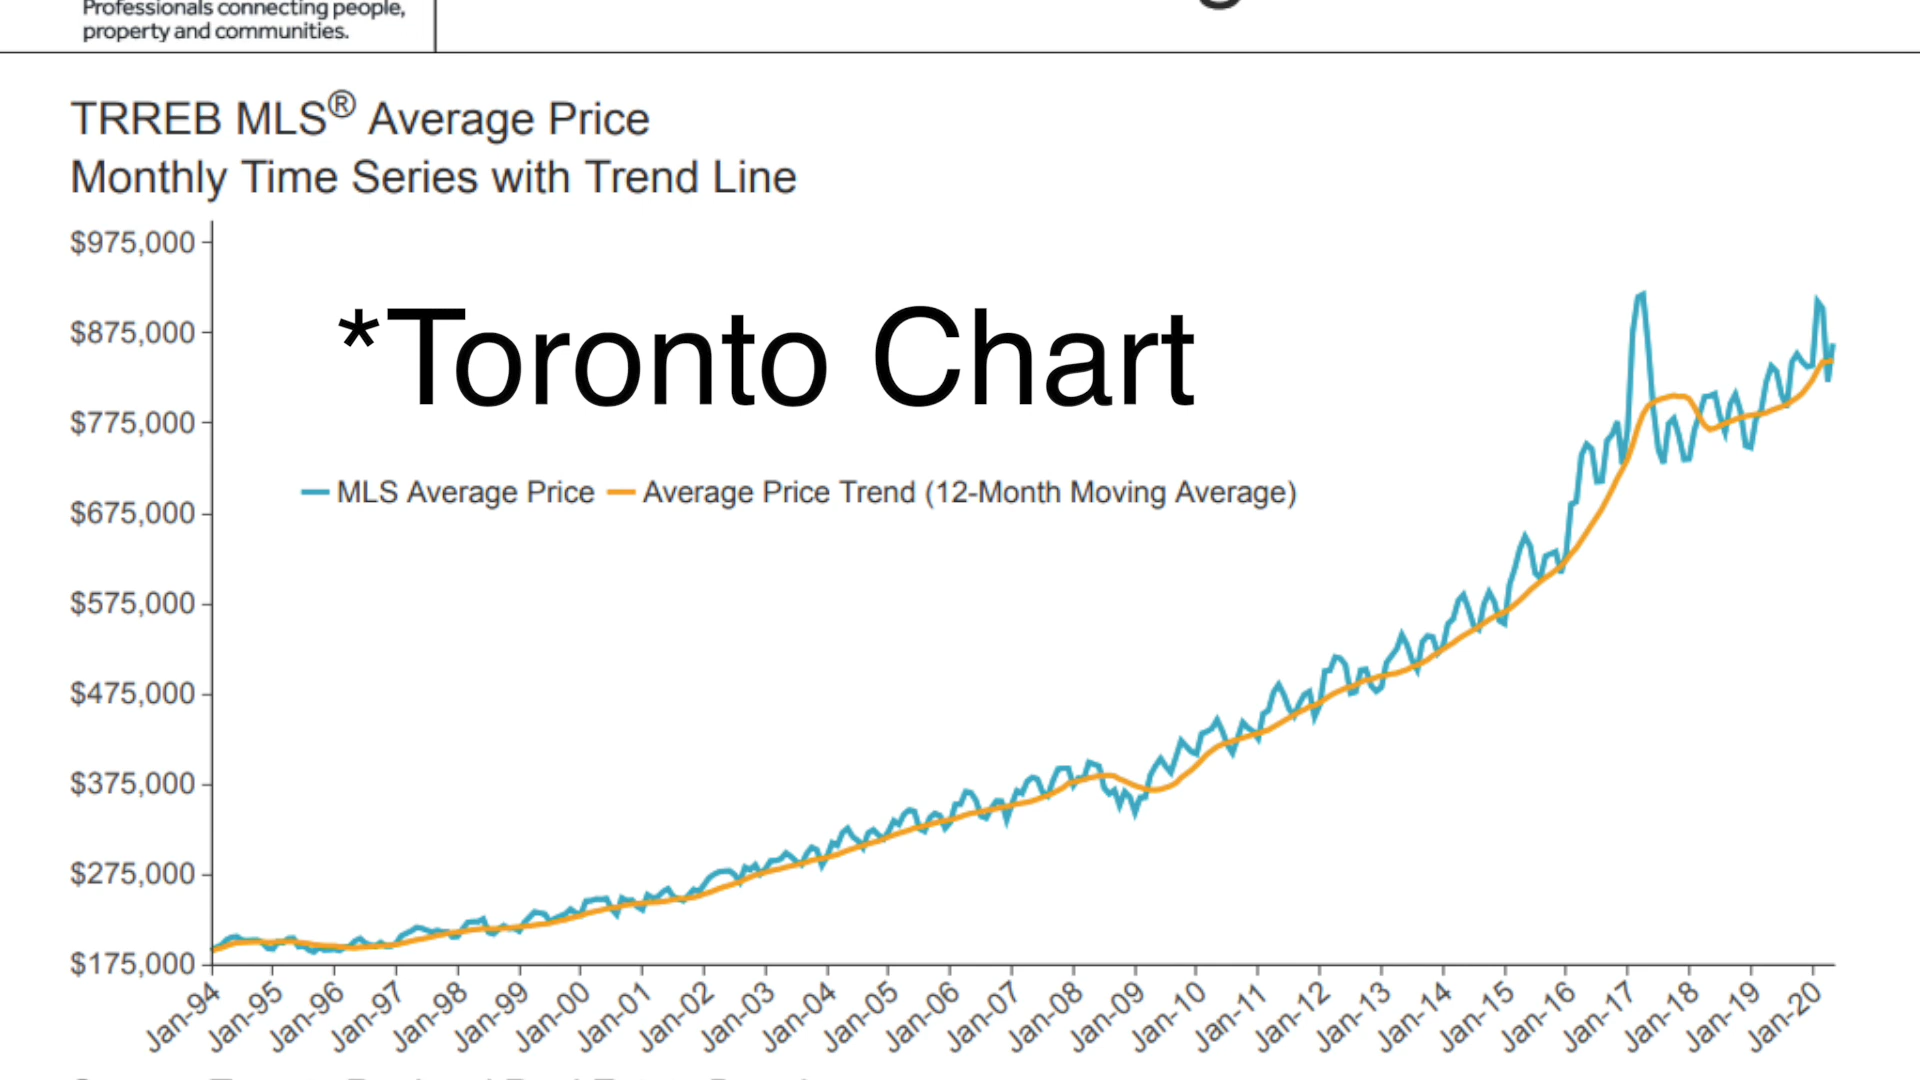 Professionals connecting people,
property and communities.
TRREB MLS® Average Price
Monthly Time Series with Trend Line
$975,000
*Toronto Chart
$875,000
$775,000
MLS Average Price Average Price Trend (12-Month Moving Average)
$675,000
$575,000
$475,000
$375,000
$275,000
$175,000
Jan-94 Jan-95 Jan-96 Jan-97 Jan-98 Jan-99 Jan-00 Jan-01 Jan-02 Jan-03 Jan-04 Jan-05 Jan-06 Jan-07 Jan-08 Jan-09 Jan-10 Jan-11 Jan-12 Jan-13 Jan-14 Jan-15 Jan-16 Jan-17 Jan-18 Jan-19 Jan-20